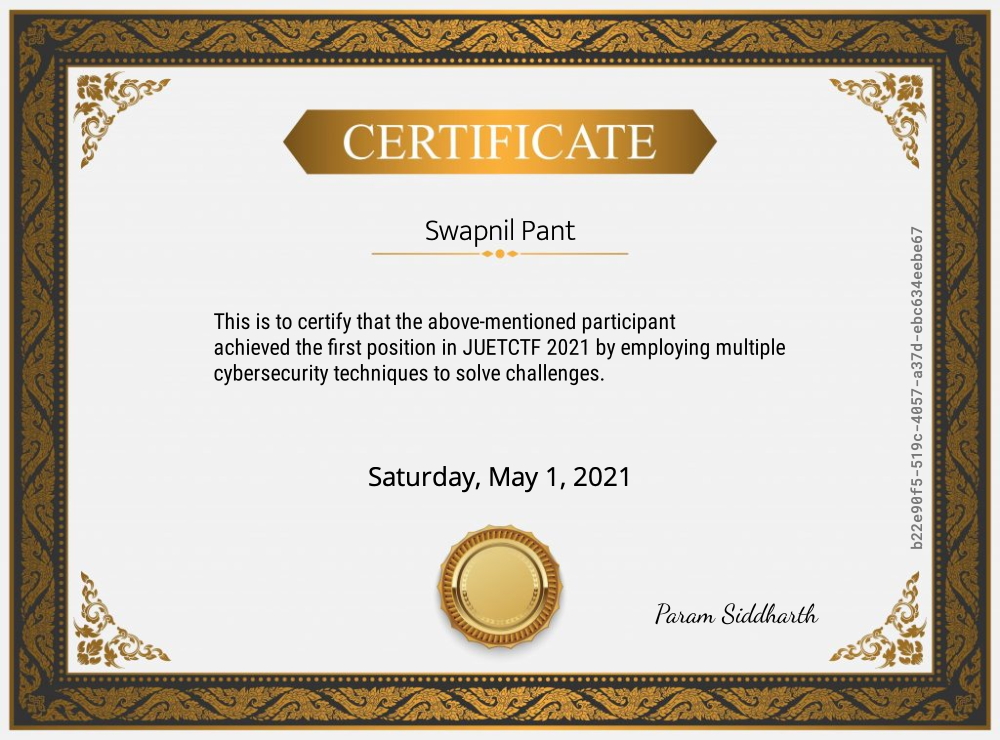 CERTIFICATE
Swapnil Pant
This is to certify that the above-mentioned participant
achieved the first position in JUETCTF 2021 by employing multiple
cybersecurity techniques to solve challenges.
Saturday, May 1, 2021
Param Siddharth
b22e90f5-519c-4057-a37d-ebc634eebe67